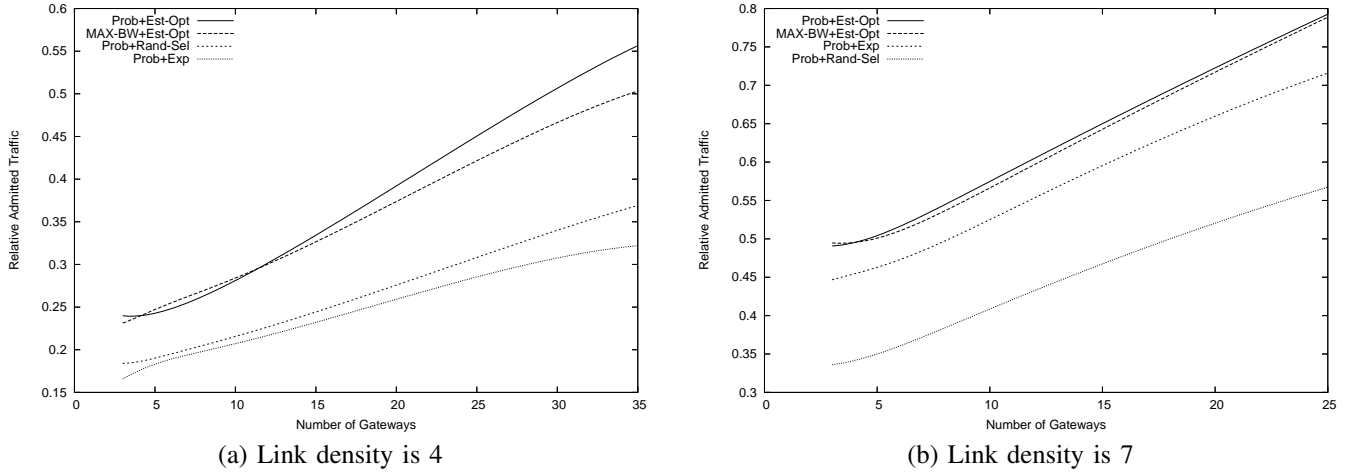 0.6
0.55
0.5
0.45
0.4
0.35
0.3
0.25
0.2
0.15
Relative Admitted Traffic
Prob+Est-Opt
MAX-BW+Est-Opt
Prob+Rand-Sel
Prob+Exp
0 5 10 15 20 25 30 35
Number of Gateways
(a) Link density is 4
0.8
0.75
0.7
0.65
0.6
0.55
0.5
0.45
0.4
0.35
0.3
Relative Admitted Traffic
Prob+Est-Opt
MAX-BW+Est-Opt
Prob+Exp
Prob+Rand-Sel
0 5 10 15 20 25
Number of Gateways
(b) Link density is 7